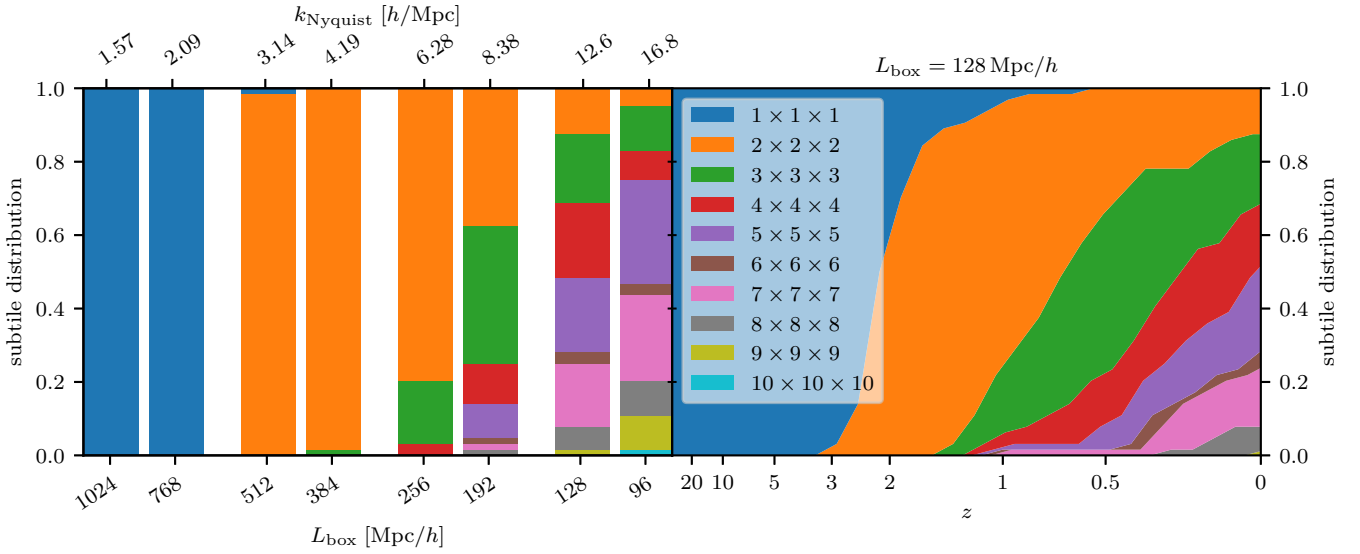 k_Nyquist [h/Mpc]
1.57 2.09 3.14 4.19 6.28 8.38 12.6 16.8
L_box = 128 Mpc/h
subtile distribution
1.0
0.8
0.6
0.4
0.2
0.0
1024 768 512 384 256 192 128 96
L_box [Mpc/h]
1 × 1 × 1
2 × 2 × 2
3 × 3 × 3
4 × 4 × 4
5 × 5 × 5
6 × 6 × 6
7 × 7 × 7
8 × 8 × 8
9 × 9 × 9
10 × 10 × 10
20 10 5 3 2 1 0.5 0
z
1.0
0.8
0.6
0.4
0.2
0.0
subtile distribution